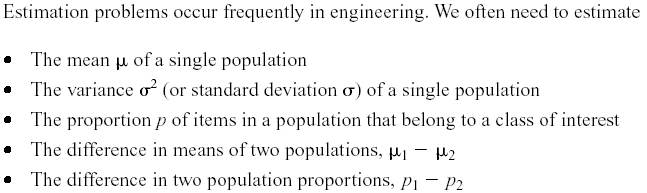 Estimation problems occur frequently in engineering. We often need to estimate
• The mean μ of a single population
• The variance σ² (or standard deviation σ) of a single population
• The proportion p of items in a population that belong to a class of interest
• The difference in means of two populations, μ₁ − μ₂
• The difference in two population proportions, p₁ − p₂